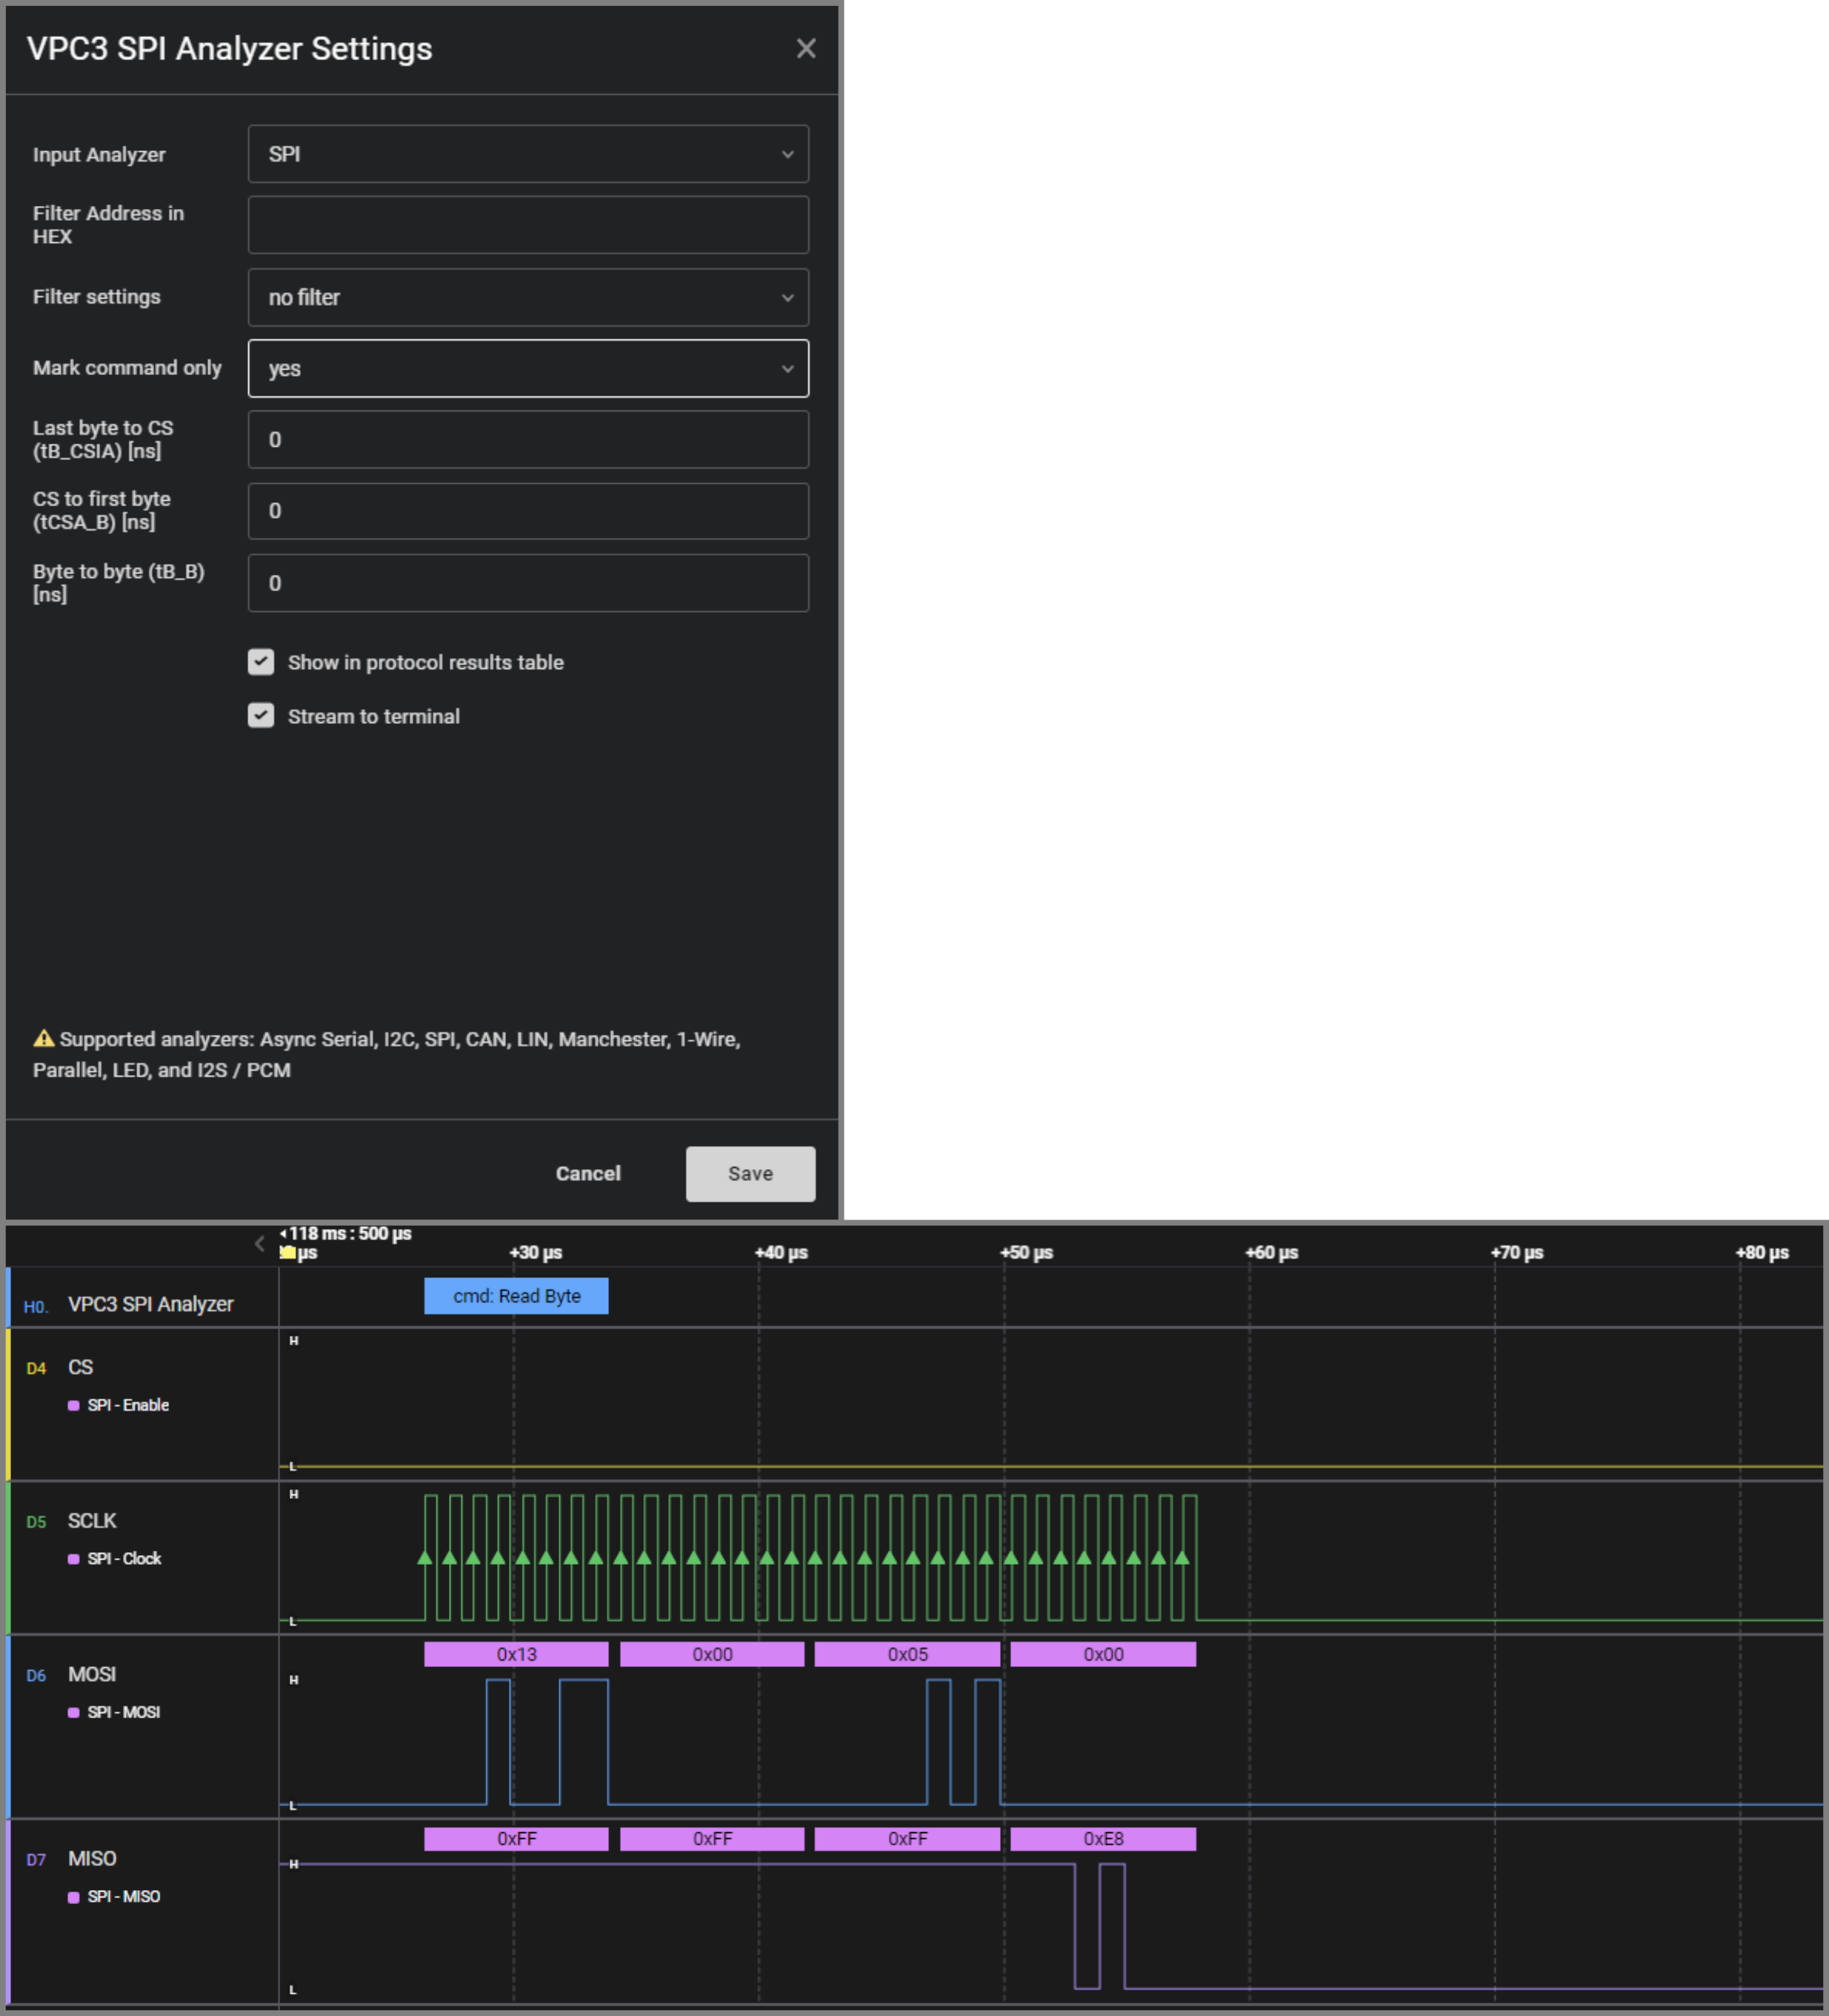 VPC3 SPI Analyzer Settings
Input Analyzer
SPI
Filter Address in
HEX
Filter settings
no filter
Mark command only
yes
Last byte to CS
(tB_CSIA) [ns]
0
CS to first byte
(tCSA_B) [ns]
0
Byte to byte (tB_B)
[ns]
0
Show in protocol results table
Stream to terminal
Supported analyzers: Async Serial, I2C, SPI, CAN, LIN, Manchester, 1-Wire,
Parallel, LED, and I2S / PCM
Cancel
Save
118 ms : 500 µs
µs +30 µs +40 µs +50 µs +60 µs +70 µs +80 µs
H0. VPC3 SPI Analyzer
cmd: Read Byte
H
D4 CS
SPI - Enable
L
H
D5 SCLK
SPI - Clock
L
0x13 0x00 0x05 0x00
D6 MOSI
H
SPI - MOSI
L
0xFF 0xFF 0xFF 0xE8
D7 MISO
H
SPI - MISO
L